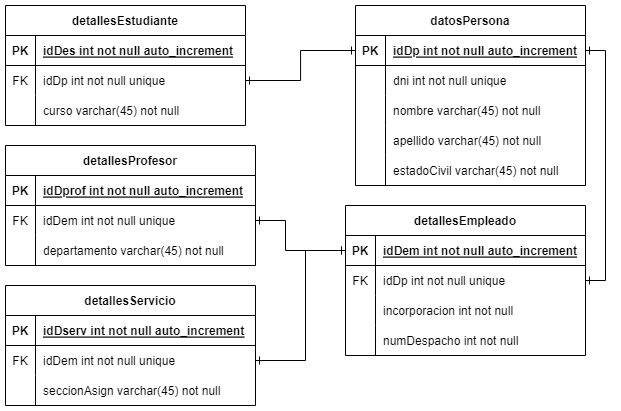 detallesEstudiante
PK idDes int not null auto_increment
FK idDp int not null unique
curso varchar(45) not null
datosPersona
PK idDp int not null auto_increment
dni int not null unique
nombre varchar(45) not null
apellido varchar(45) not null
estadoCivil varchar(45) not null
detallesProfesor
PK idDprof int not null auto_increment
FK idDem int not null unique
departamento varchar(45) not null
detallesEmpleado
PK idDem int not null auto_increment
FK idDp int not null unique
incorporacion int not null
numDespacho int not null
detallesServicio
PK idDserv int not null auto_increment
FK idDem int not null unique
seccionAsign varchar(45) not null